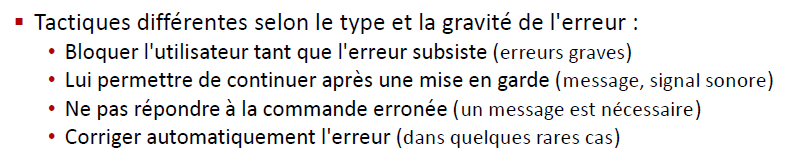 ▪ Tactiques différentes selon le type et la gravité de l'erreur :
• Bloquer l'utilisateur tant que l'erreur subsiste (erreurs graves)
• Lui permettre de continuer après une mise en garde (message, signal sonore)
• Ne pas répondre à la commande erronée (un message est nécessaire)
• Corriger automatiquement l'erreur (dans quelques rares cas)